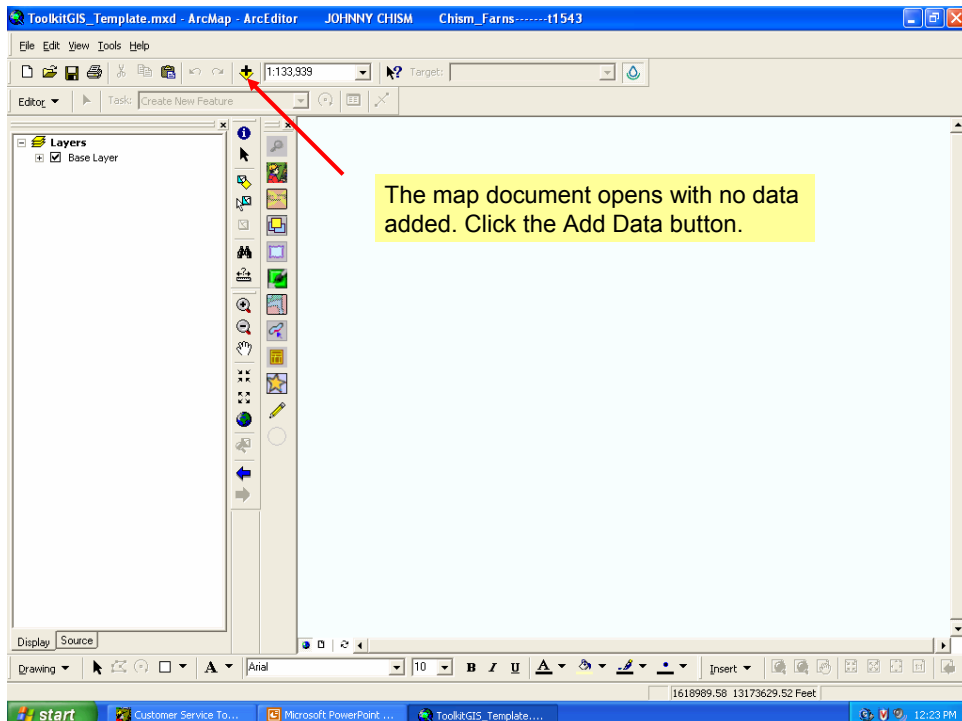 ToolkitGIS_Template.mxd - ArcMap - ArcEditor JOHNNY CHISM Chism_Farns-------t1543
File Edit View Tools Help
1:133,939 Target:
Editor Task: Create New Feature
Layers
Base Layer
The map document opens with no data
added. Click the Add Data button.
Display Source
Drawing A Arial 10 B I U A Insert
1618989.58 13173629.52 Feet
start Customer Service To... Microsoft PowerPoint ... ToolkitGIS_Template.... 12:23 PM